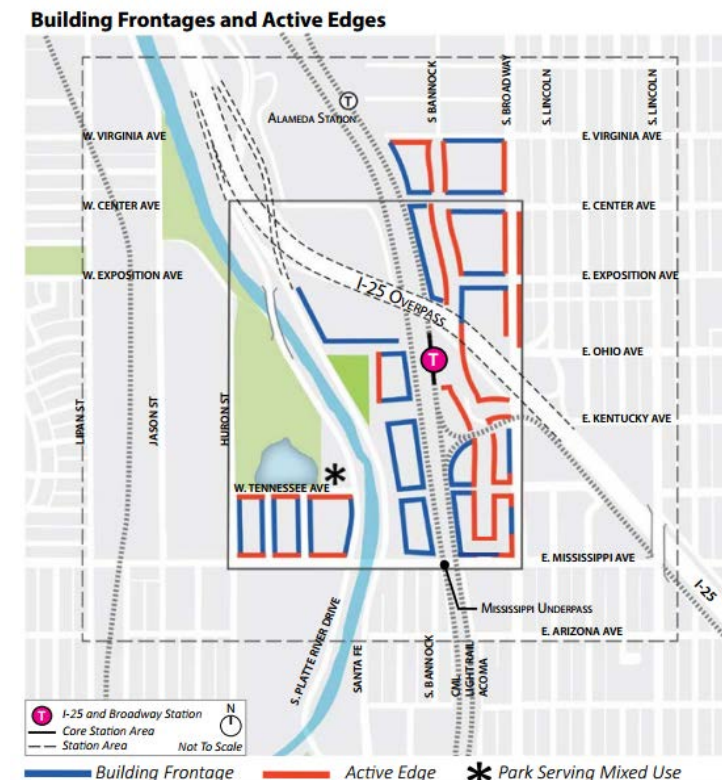 Building Frontages and Active Edges
S BANNOCK
S. BROADWAY
S. LINCOLN
S. LINCOLN
T
ALAMEDA STATION
W. VIRGINIA AVE
E. VIRGINIA AVE
W. CENTER AVE
E. CENTER AVE
W. EXPOSITION AVE
E. EXPOSITION AVE
I-25 OVERPASS
E. OHIO AVE
T
LIPAN ST
JASON ST
HURON ST
E. KENTUCKY AVE
*
W. TENNESSEE AVE
E. MISSISSIPPI AVE
I-25
MISSISSIPPI UNDERPASS
E. ARIZONA AVE
S. PLATTE RIVER DRIVE
SANTA FE
S. BANNOCK
CML
LIGHTRAIL
ACOMA
T I-25 and Broadway Station
N
Core Station Area
Station Area
Not To Scale
Building Frontage Active Edge * Park Serving Mixed Use